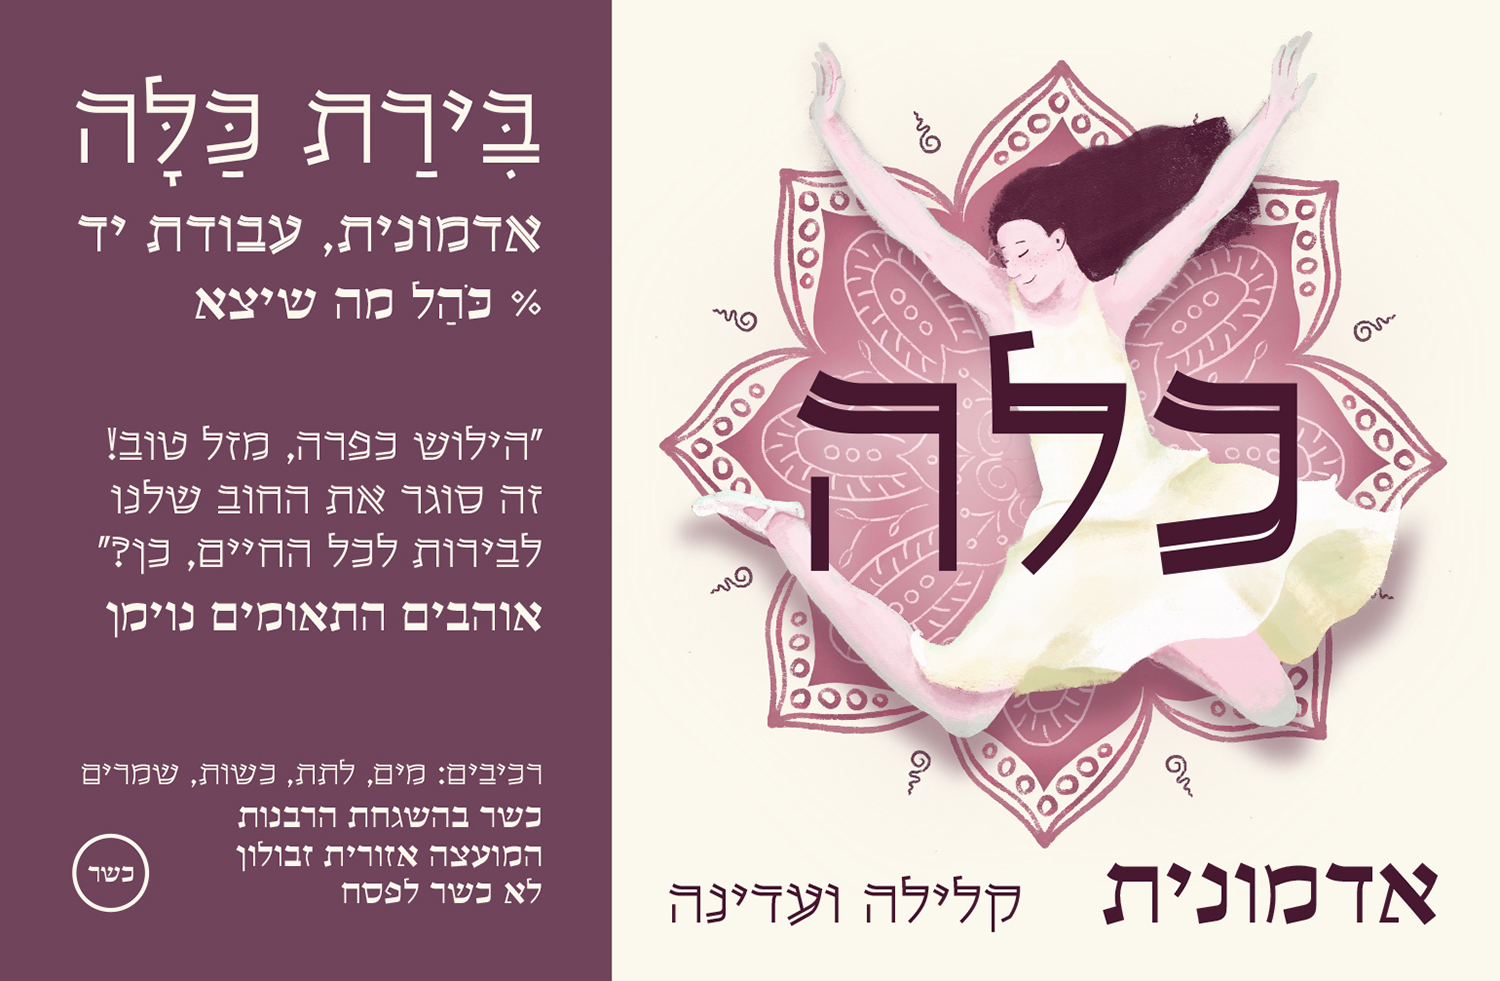 בִּירַת כַּלָּה
אדמונית, עבודת יד
% כֹּהַל מה שיצא
"הילוש כפרה, מזל טוב!
זה סוגר את החוב שלנו
לבירות לכל החיים, כן?"
אוהבים התאומים נוימן
רכיבים: מים, לתת, כשות, שמרים
כשר בהשגחת הרבנות
המועצה אזורית זבולון
לא כשר לפסח
כשר
כלה
אדמונית
קלילה ועדינה